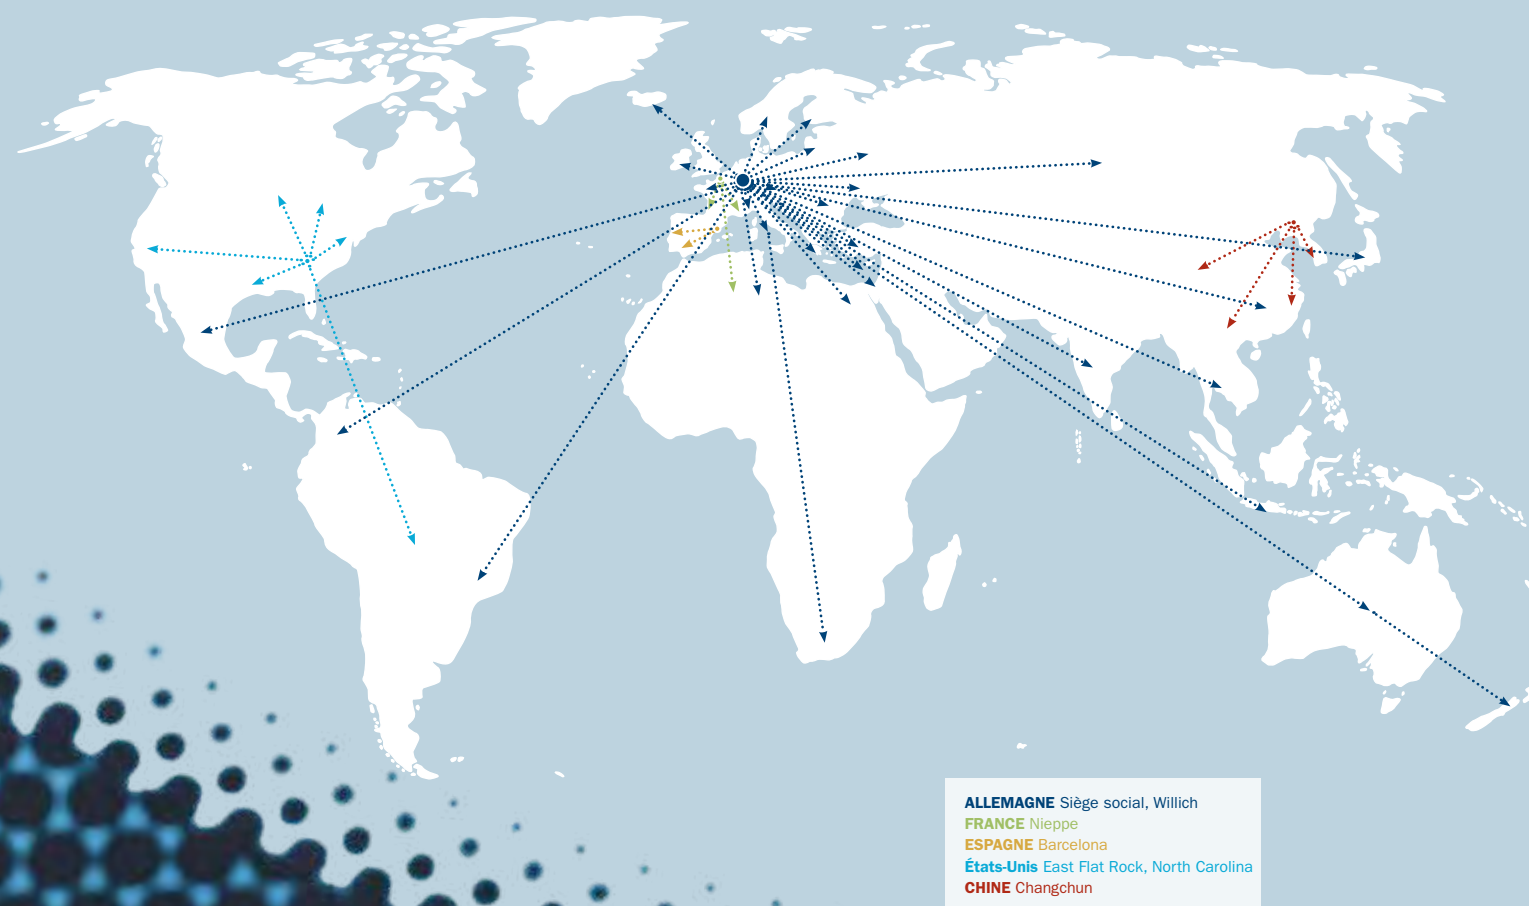 ALLEMAGNE Siège social, Willich
FRANCE Nieppe
ESPAGNE Barcelona
États-Unis East Flat Rock, North Carolina
CHINE Changchun